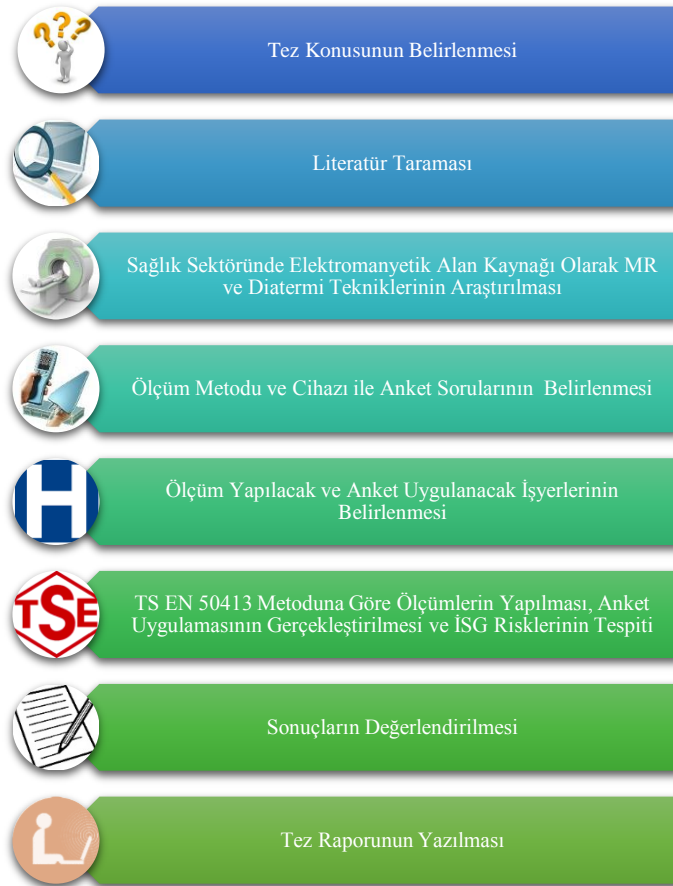 Tez Konusunun Belirlenmesi
Literatür Taraması
Sağlık Sektöründe Elektromanyetik Alan Kaynağı Olarak MR
ve Diatermi Tekniklerinin Araştırılması
Ölçüm Metodu ve Cihazı ile Anket Sorularının Belirlenmesi
H
Ölçüm Yapılacak ve Anket Uygulanacak İşyerlerinin
Belirlenmesi
TSE
TS EN 50413 Metoduna Göre Ölçümlerin Yapılması, Anket
Uygulamasının Gerçekleştirilmesi ve İSG Risklerinin Tespiti
Sonuçların Değerlendirilmesi
Tez Raporunun Yazılması